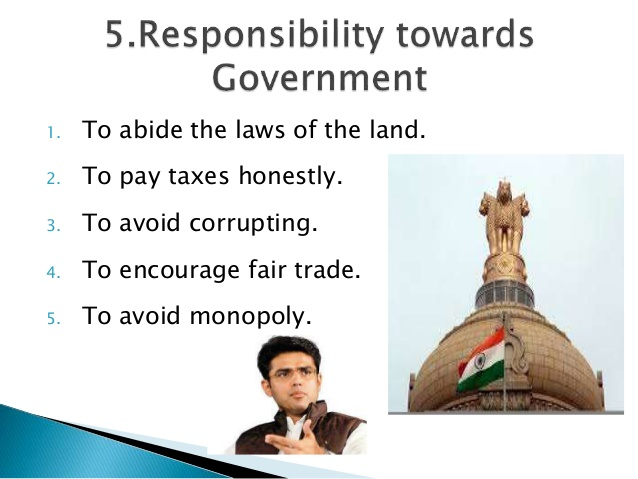 5.Responsibility towards
Government
1. To abide the laws of the land.
2. To pay taxes honestly.
3. To avoid corrupting.
4. To encourage fair trade.
5. To avoid monopoly.